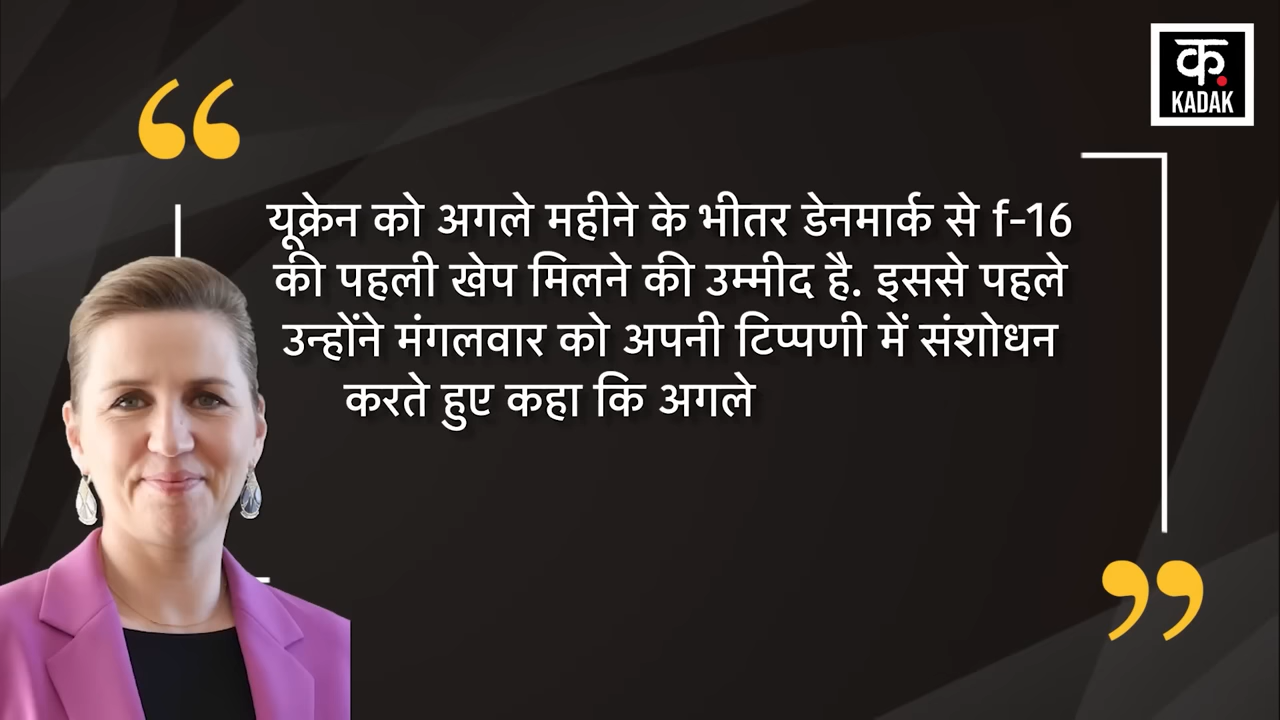 क
KADAK
“
यूक्रेन को अगले महीने के भीतर डेनमार्क से f-16
की पहली खेप मिलने की उम्मीद है. इससे पहले
उन्होंने मंगलवार को अपनी टिप्पणी में संशोधन
करते हुए कहा कि अगले
”